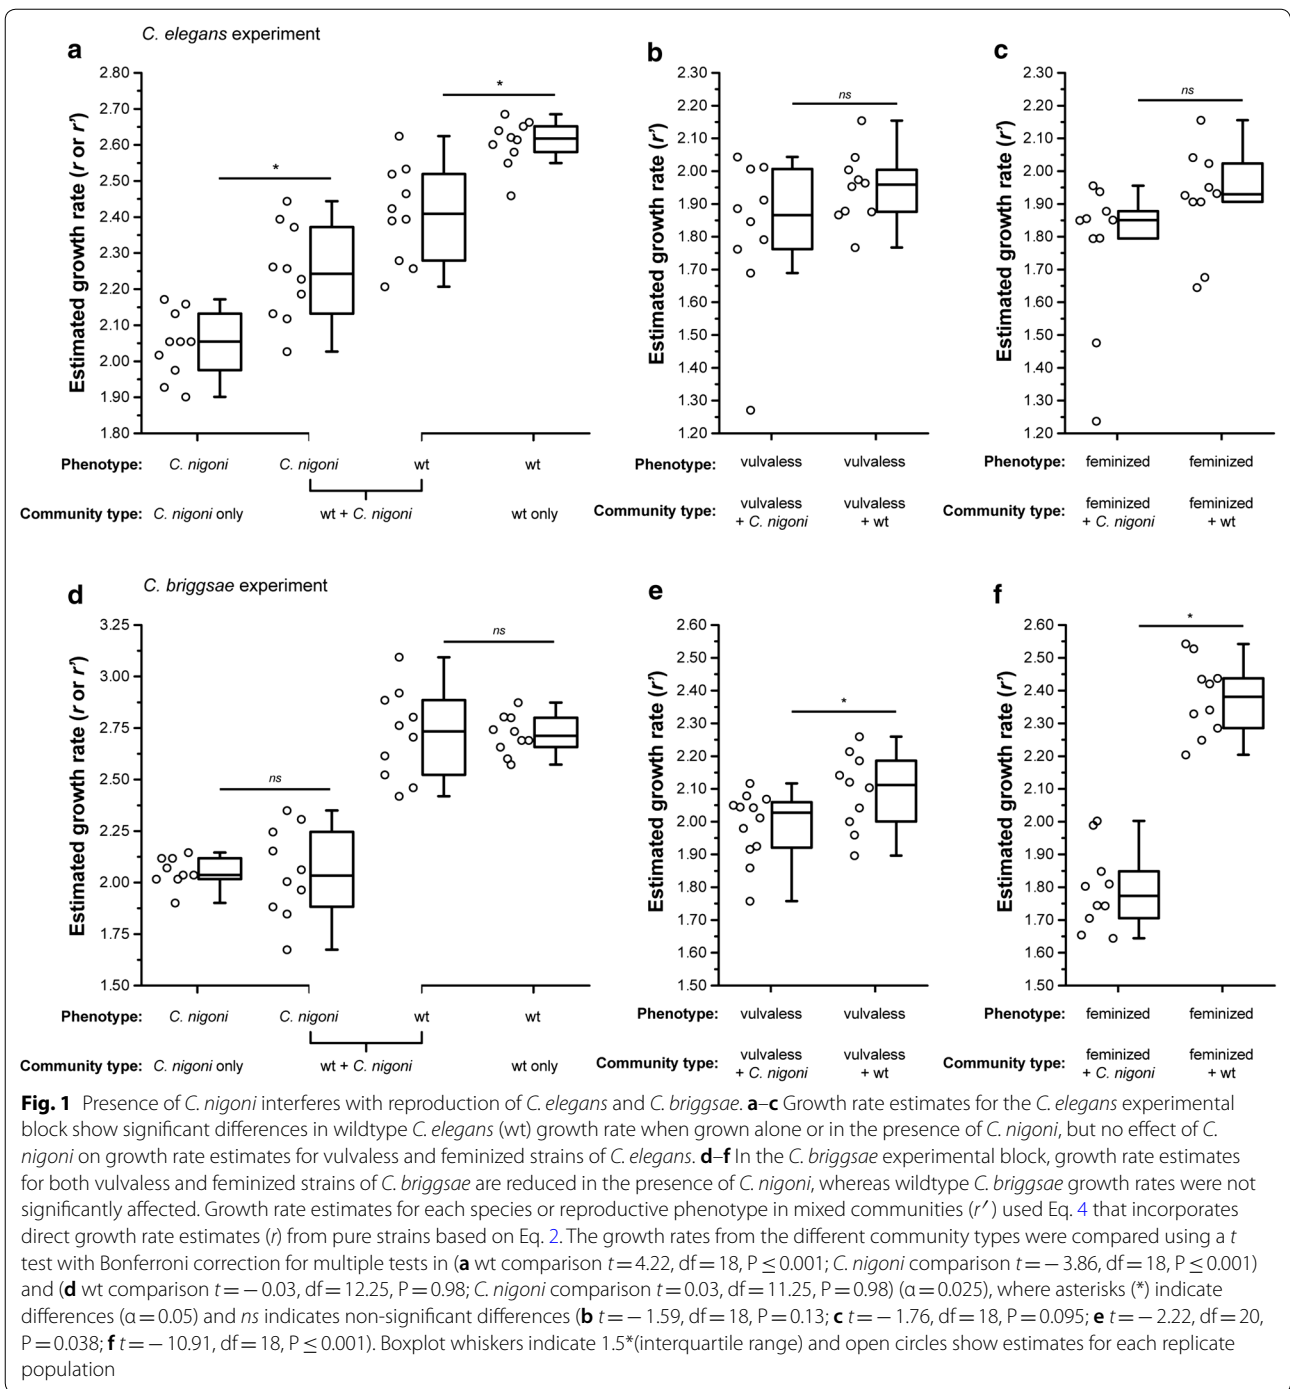 C. elegans experiment
a
Estimated growth rate (r or r')
2.80
2.70
2.60
2.50
2.40
2.30
2.20
2.10
2.00
1.90
1.80
*
*
Phenotype: C. nigoni C. nigoni wt wt
Community type: C. nigoni only wt + C. nigoni wt only
b
Estimated growth rate (r')
2.30
2.20
2.10
2.00
1.90
1.80
1.70
1.60
1.50
1.40
1.30
1.20
ns
Phenotype: vulvaless vulvaless
Community type: vulvaless vulvaless
+ C. nigoni + wt
c
Estimated growth rate (r')
2.30
2.20
2.10
2.00
1.90
1.80
1.70
1.60
1.50
1.40
1.30
1.20
ns
Phenotype: feminized feminized
Community type: feminized feminized
+ C. nigoni + wt
C. briggsae experiment
d
Estimated growth rate (r or r')
3.25
3.00
2.75
2.50
2.25
2.00
1.75
1.50
ns
ns
Phenotype: C. nigoni C. nigoni wt wt
Community type: C. nigoni only wt + C. nigoni wt only
e
Estimated growth rate (r')
2.60
2.50
2.40
2.30
2.20
2.10
2.00
1.90
1.80
1.70
1.60
1.50
*
Phenotype: vulvaless vulvaless
Community type: vulvaless vulvaless
+ C. nigoni + wt
f
Estimated growth rate (r')
2.60
2.50
2.40
2.30
2.20
2.10
2.00
1.90
1.80
1.70
1.60
1.50
*
Phenotype: feminized feminized
Community type: feminized feminized
+ C. nigoni + wt
Fig. 1 Presence of C. nigoni interferes with reproduction of C. elegans and C. briggsae. a–c Growth rate estimates for the C. elegans experimental
block show significant differences in wildtype C. elegans (wt) growth rate when grown alone or in the presence of C. nigoni, but no effect of C.
nigoni on growth rate estimates for vulvaless and feminized strains of C. elegans. d–f In the C. briggsae experimental block, growth rate estimates
for both vulvaless and feminized strains of C. briggsae are reduced in the presence of C. nigoni, whereas wildtype C. briggsae growth rates were not
significantly affected. Growth rate estimates for each species or reproductive phenotype in mixed communities (r′) used Eq. 4 that incorporates
direct growth rate estimates (r) from pure strains based on Eq. 2. The growth rates from the different community types were compared using a t
test with Bonferroni correction for multiple tests in (a wt comparison t = 4.22, df = 18, P ≤ 0.001; C. nigoni comparison t = − 3.86, df = 18, P ≤ 0.001)
and (d wt comparison t = − 0.03, df = 12.25, P = 0.98; C. nigoni comparison t = 0.03, df = 11.25, P = 0.98) (α = 0.025), where asterisks (*) indicate
differences (α = 0.05) and ns indicates non-significant differences (b t = − 1.59, df = 18, P = 0.13; c t = − 1.76, df = 18, P = 0.095; e t = − 2.22, df = 20,
P = 0.038; f t = − 10.91, df = 18, P ≤ 0.001). Boxplot whiskers indicate 1.5*(interquartile range) and open circles show estimates for each replicate
population